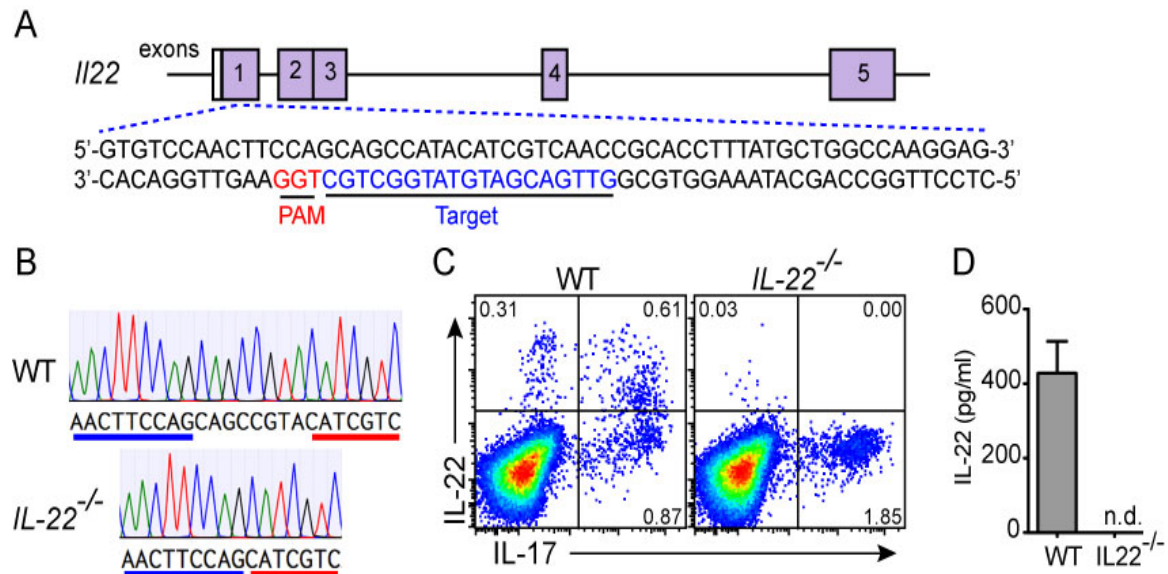 A
exons
Il22
1 2 3 4 5
5'-GTGTCCAACTTCCAGCAGCCATACATCGTCAACCGCACCTTTATGCTGGCCAAGGAG-3'
3'-CACAGGTTGAAGGTCGTCGGTATGTAGCAGTTGGCGTGGAAATACGACCGGTTCCTC-5'
PAM Target
B
WT
AACTTCCAGCAGCCGTACATCGTC
IL-22-/-
AACTTCCAGCATCGTC
C
WT IL-22-/-
0.31 0.61 0.03 0.00
0.87 1.85
IL-22
IL-17
D
IL-22 (pg/ml)
600
400
200
0
n.d.
WT IL22-/-